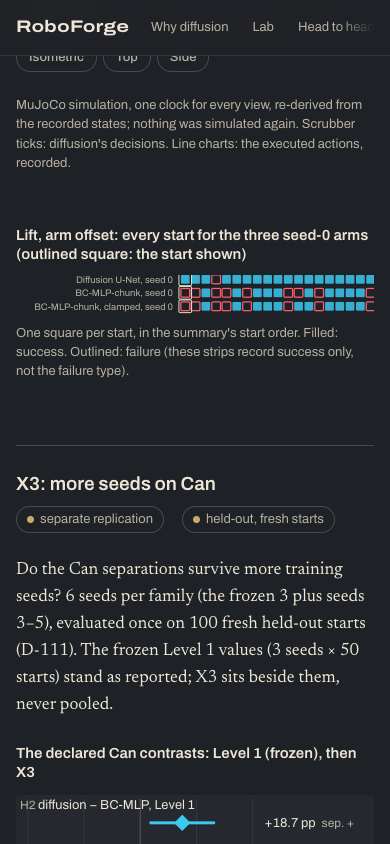 RoboForge Why diffusion Lab Head to head
Isometric Top Side
MuJoCo simulation, one clock for every view, re-derived from
the recorded states; nothing was simulated again. Scrubber
ticks: diffusion's decisions. Line charts: the executed actions,
recorded.
Lift, arm offset: every start for the three seed-0 arms
(outlined square: the start shown)
Diffusion U-Net, seed 0
BC-MLP-chunk, seed 0
BC-MLP-chunk, clamped, seed 0
One square per start, in the summary's start order. Filled:
success. Outlined: failure (these strips record success only,
not the failure type).
X3: more seeds on Can
separate replication held-out, fresh starts
Do the Can separations survive more training
seeds? 6 seeds per family (the frozen 3 plus seeds
3–5), evaluated once on 100 fresh held-out starts
(D-111). The frozen Level 1 values (3 seeds × 50
starts) stand as reported; X3 sits beside them,
never pooled.
The declared Can contrasts: Level 1 (frozen), then
X3
H2 diffusion – BC-MLP, Level 1
+18.7 pp sep. +